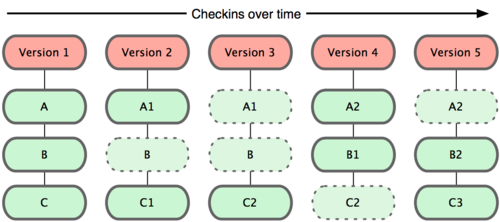 Checkins over time
Version 1 Version 2 Version 3 Version 4 Version 5
A A1 A1 A2 A2
B B B B1 B2
C C1 C2 C2 C3